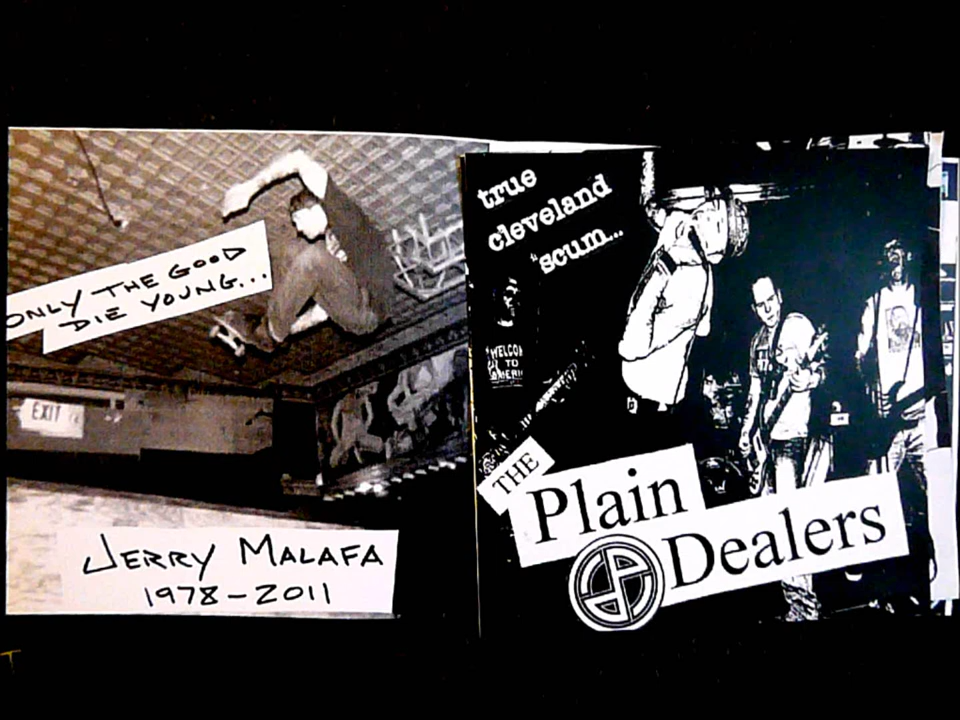 ONLY THE GOOD
DIE YOUNG...
EXIT
JERRY MALAFA
1978-2011
true
cleveland
"scum...
WELCOME
TO
AMERI
THE
Plain
Dealers